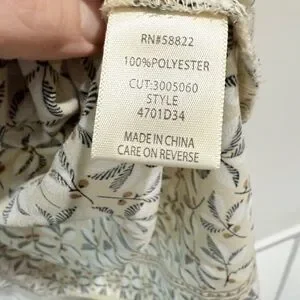 RN#58822
100%POLYESTER
CUT:3005060
STYLE
4701D34
MADE IN CHINA
CARE ON REVERSE